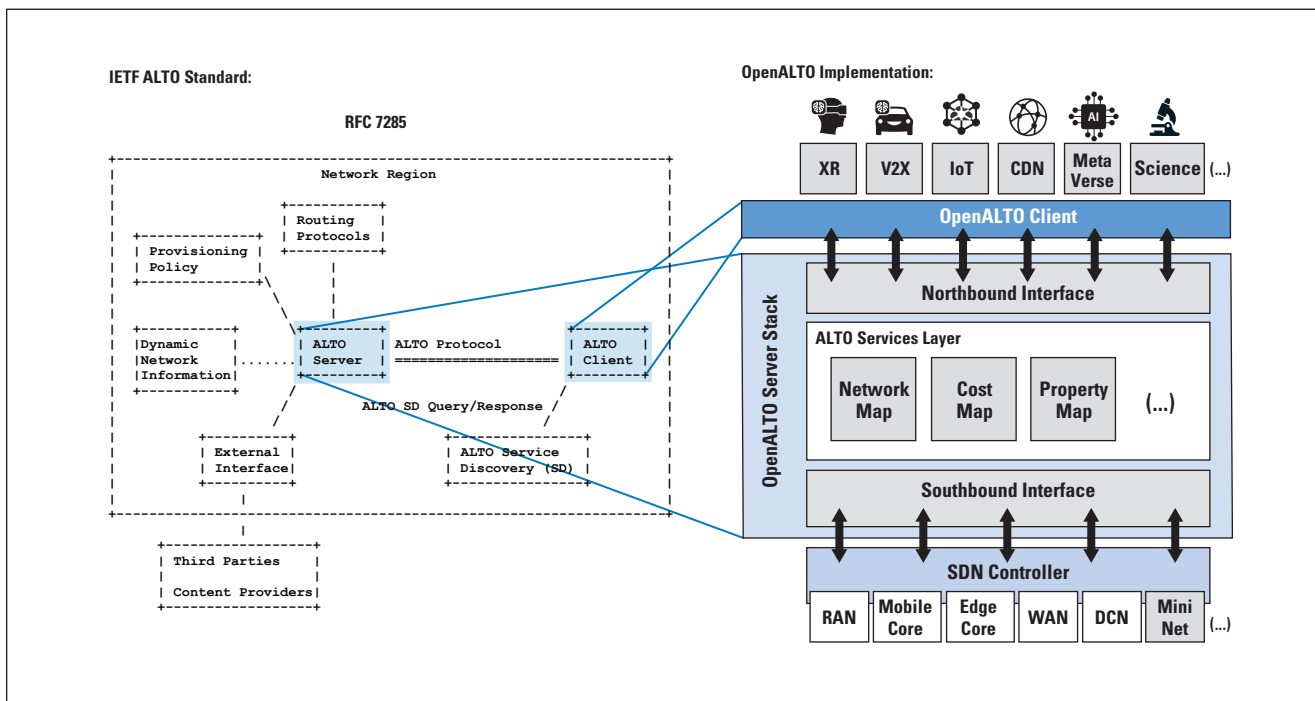 IETF ALTO Standard:
RFC 7285
Network Region
Routing
Protocols
Provisioning
Policy
Dynamic
Network
Information
ALTO
Server
ALTO Protocol
ALTO
Client
ALTO SD Query/Response
External
Interface
ALTO Service
Discovery (SD)
Third Parties
Content Providers
OpenALTO Implementation:
AI
XR
V2X
IoT
CDN
Meta
Verse
Science
(...)
OpenALTO Client
OpenALTO Server Stack
Northbound Interface
ALTO Services Layer
Network
Map
Cost
Map
Property
Map
(...)
Southbound Interface
SDN Controller
RAN
Mobile
Core
Edge
Core
WAN
DCN
Mini
Net
(...)